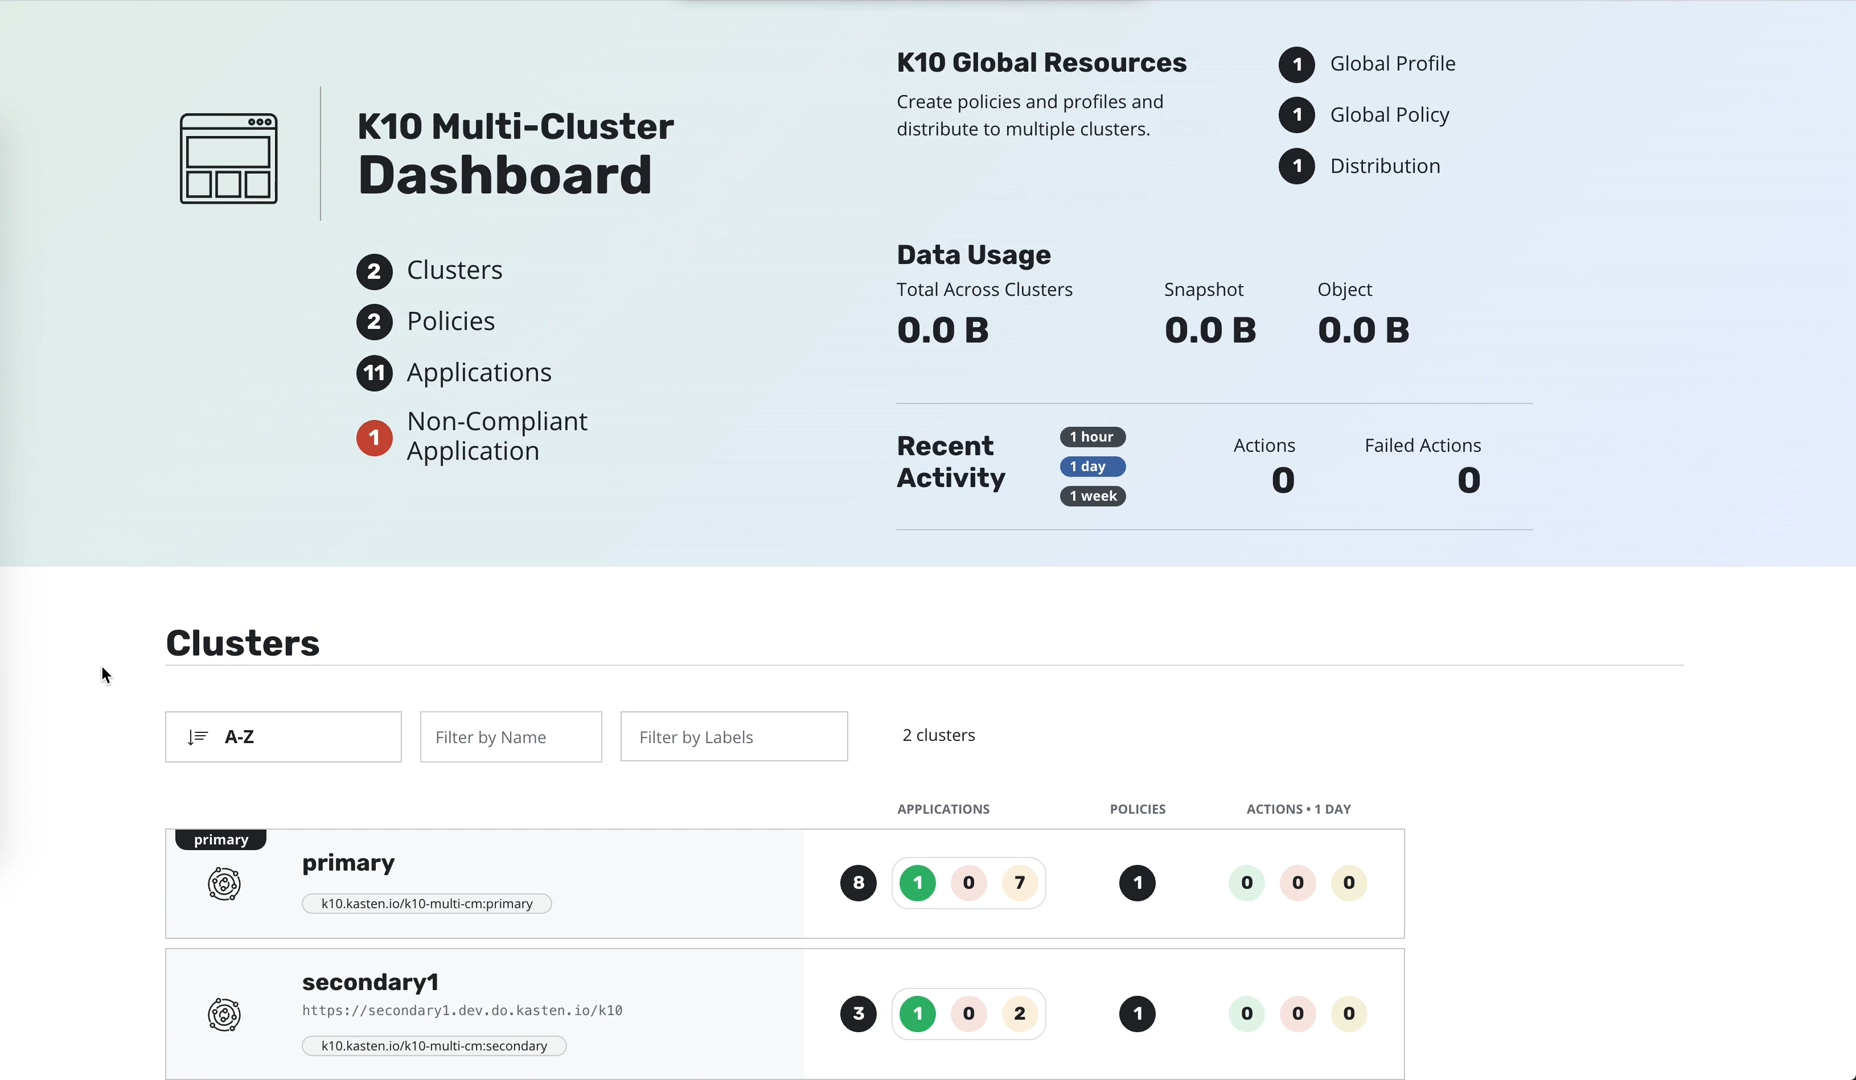 K10 Multi-Cluster
Dashboard
2 Clusters
2 Policies
11 Applications
1 Non-Compliant
Application
K10 Global Resources
Create policies and profiles and
distribute to multiple clusters.
1 Global Profile
1 Global Policy
1 Distribution
Data Usage
Total Across Clusters Snapshot Object
0.0 B 0.0 B 0.0 B
Recent
Activity
1 hour
1 day
1 week
Actions Failed Actions
0 0
Clusters
A-Z Filter by Name Filter by Labels 2 clusters
APPLICATIONS POLICIES ACTIONS • 1 DAY
primary
primary
k10.kasten.io/k10-multi-cm:primary
8 1 0 7 1 0 0 0
secondary1
https://secondary1.dev.do.kasten.io/k10
k10.kasten.io/k10-multi-cm:secondary
3 1 0 2 1 0 0 0